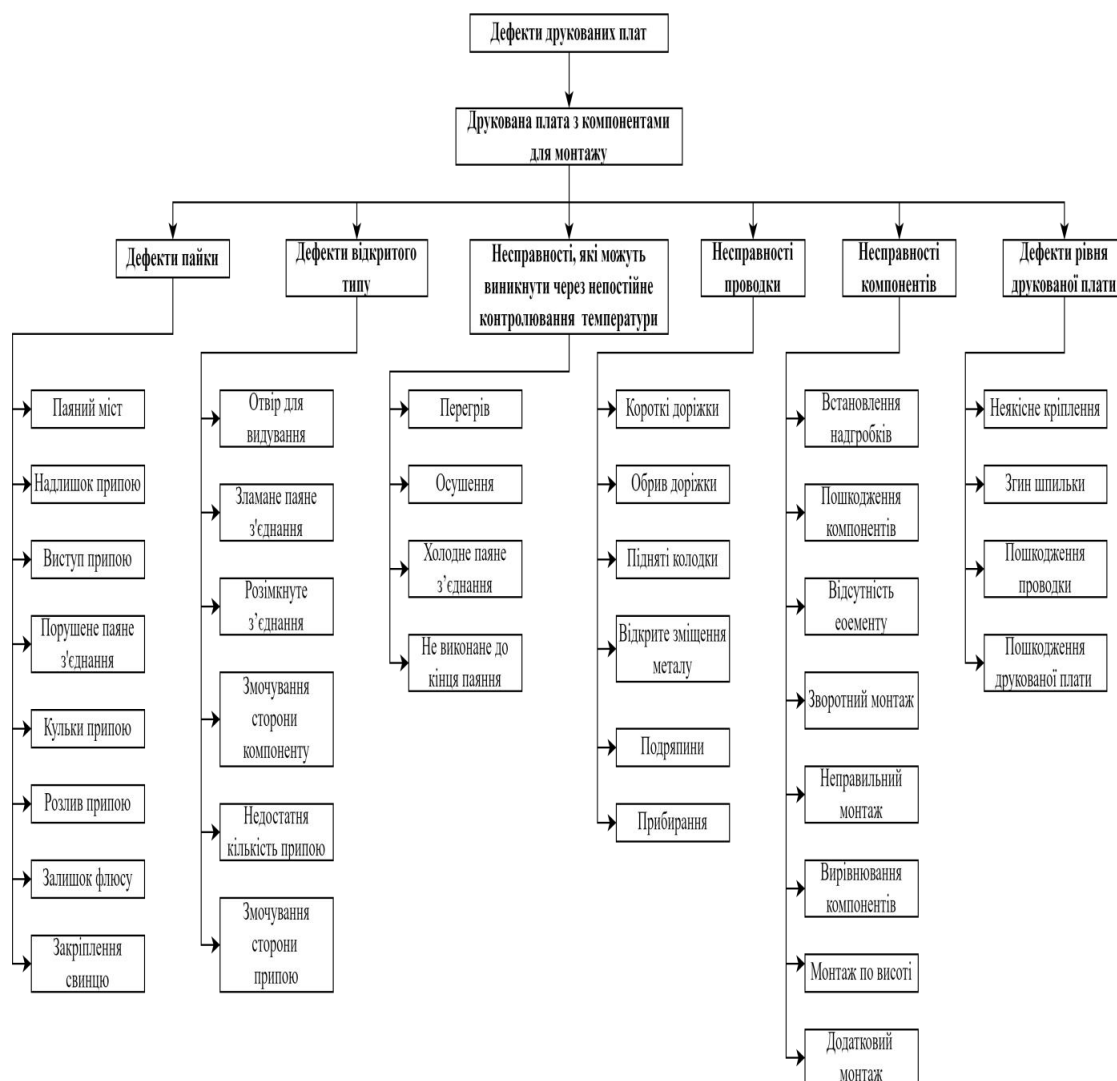 Дефекти друкованих плат
Друкована плата з компонентами
для монтажу
Дефекти пайки
Дефекти відкритого
типу
Несправності, які можуть
виникнути через непостійне
контролювання температури
Несправності
проводки
Несправності
компонентів
Дефекти рівня
друкованої плати
Паяний міст
Надлишок припою
Виступ припою
Порушене паяне
з'єднання
Кульки припою
Розлив припою
Залишок флюсу
Закріплення
свинцю
Отвір для
видування
Зламане паяне
з'єднання
Розімкнуте
з’єднання
Змочування
сторони
компоненту
Недостатня
кількість припою
Змочування
сторони
припою
Перегрів
Осушення
Холодне паяне
з’єднання
Не виконане до
кінця паяння
Короткі доріжки
Обрив доріжки
Підняті колодки
Відкрите зміщення
металу
Подряпини
Прибирання
Встановлення
надгробків
Пошкодження
компонентів
Відсутність
еоементу
Зворотний монтаж
Неправильний
монтаж
Вирівнювання
компонентів
Монтаж по висоті
Додатковий
монтаж
Неякісне кріплення
Згин шпильки
Пошкодження
проводки
Пошкодження
друкованої плати